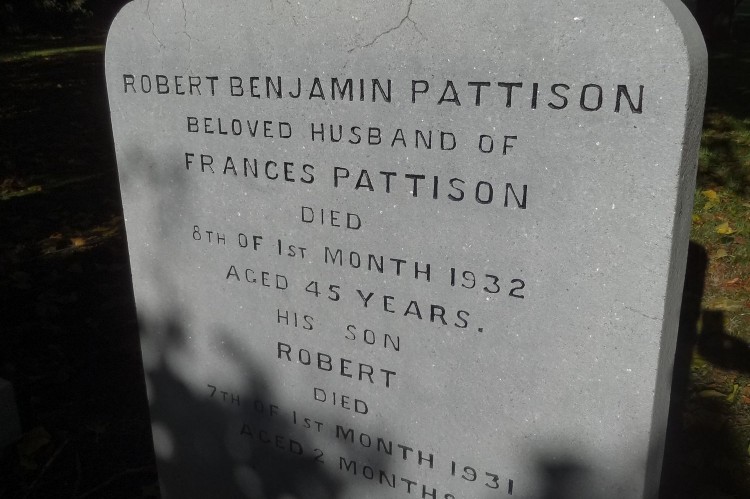 ROBERT BENJAMIN PATTISON
BELOVED HUSBAND OF
FRANCES PATTISON
DIED
8TH OF 1ST MONTH 1932
AGED 45 YEARS.
HIS SON
ROBERT
DIED
7TH OF 1ST MONTH 1931
AGED 2 MONTHS